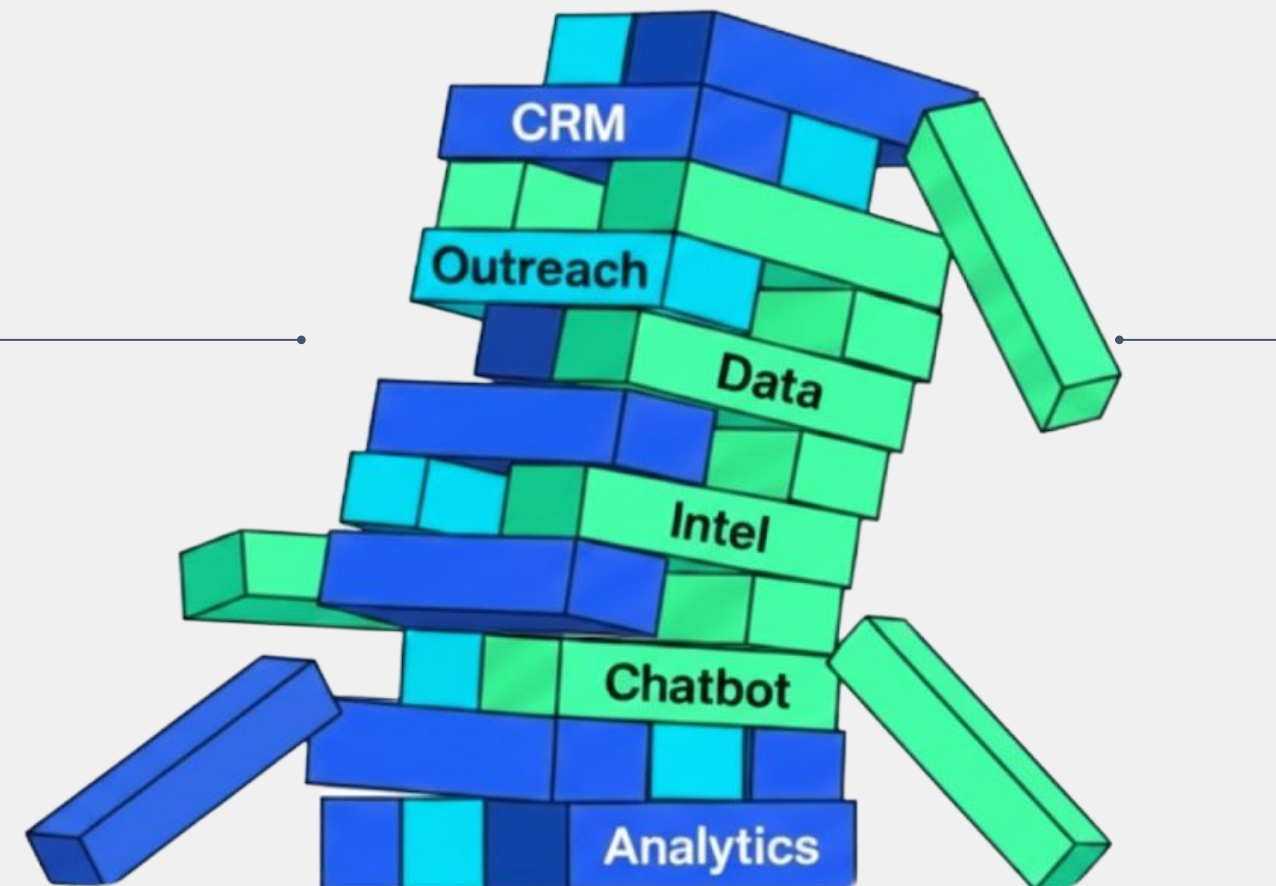 CRM
Outreach
Data
Intel
Chatbot
Analytics